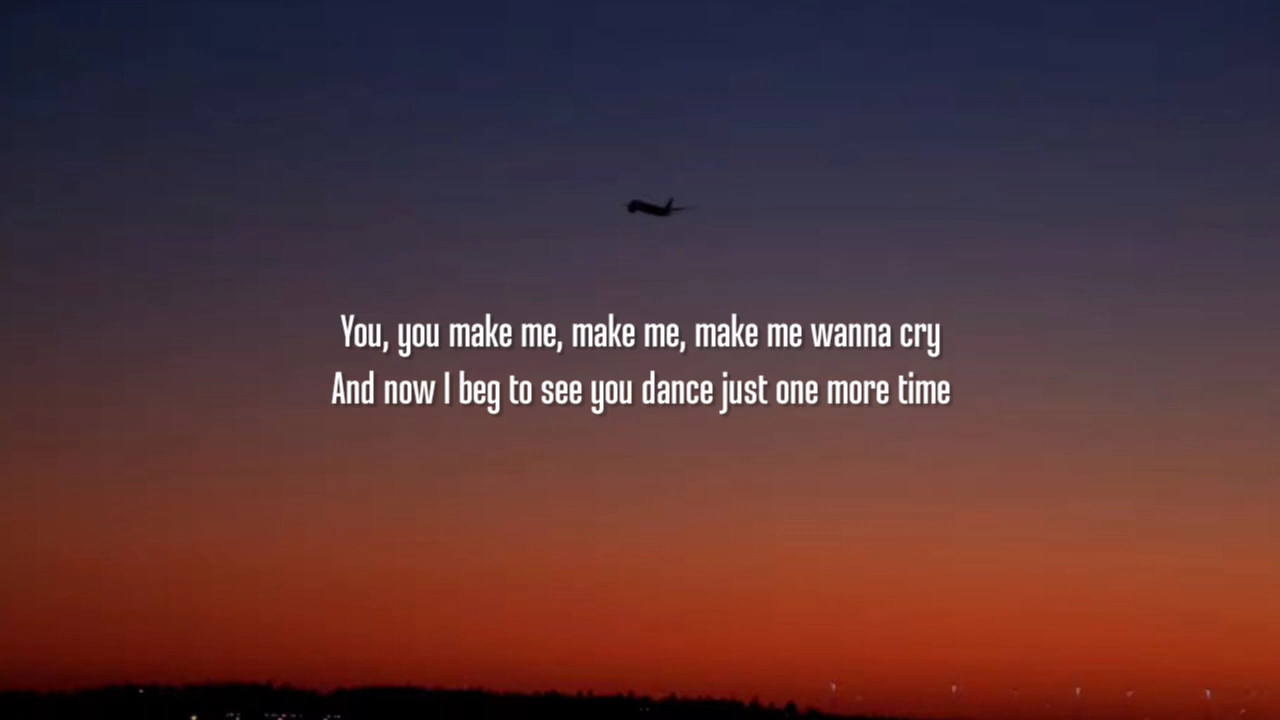 You, you make me, make me, make me wanna cry
And now I beg to see you dance just one more time